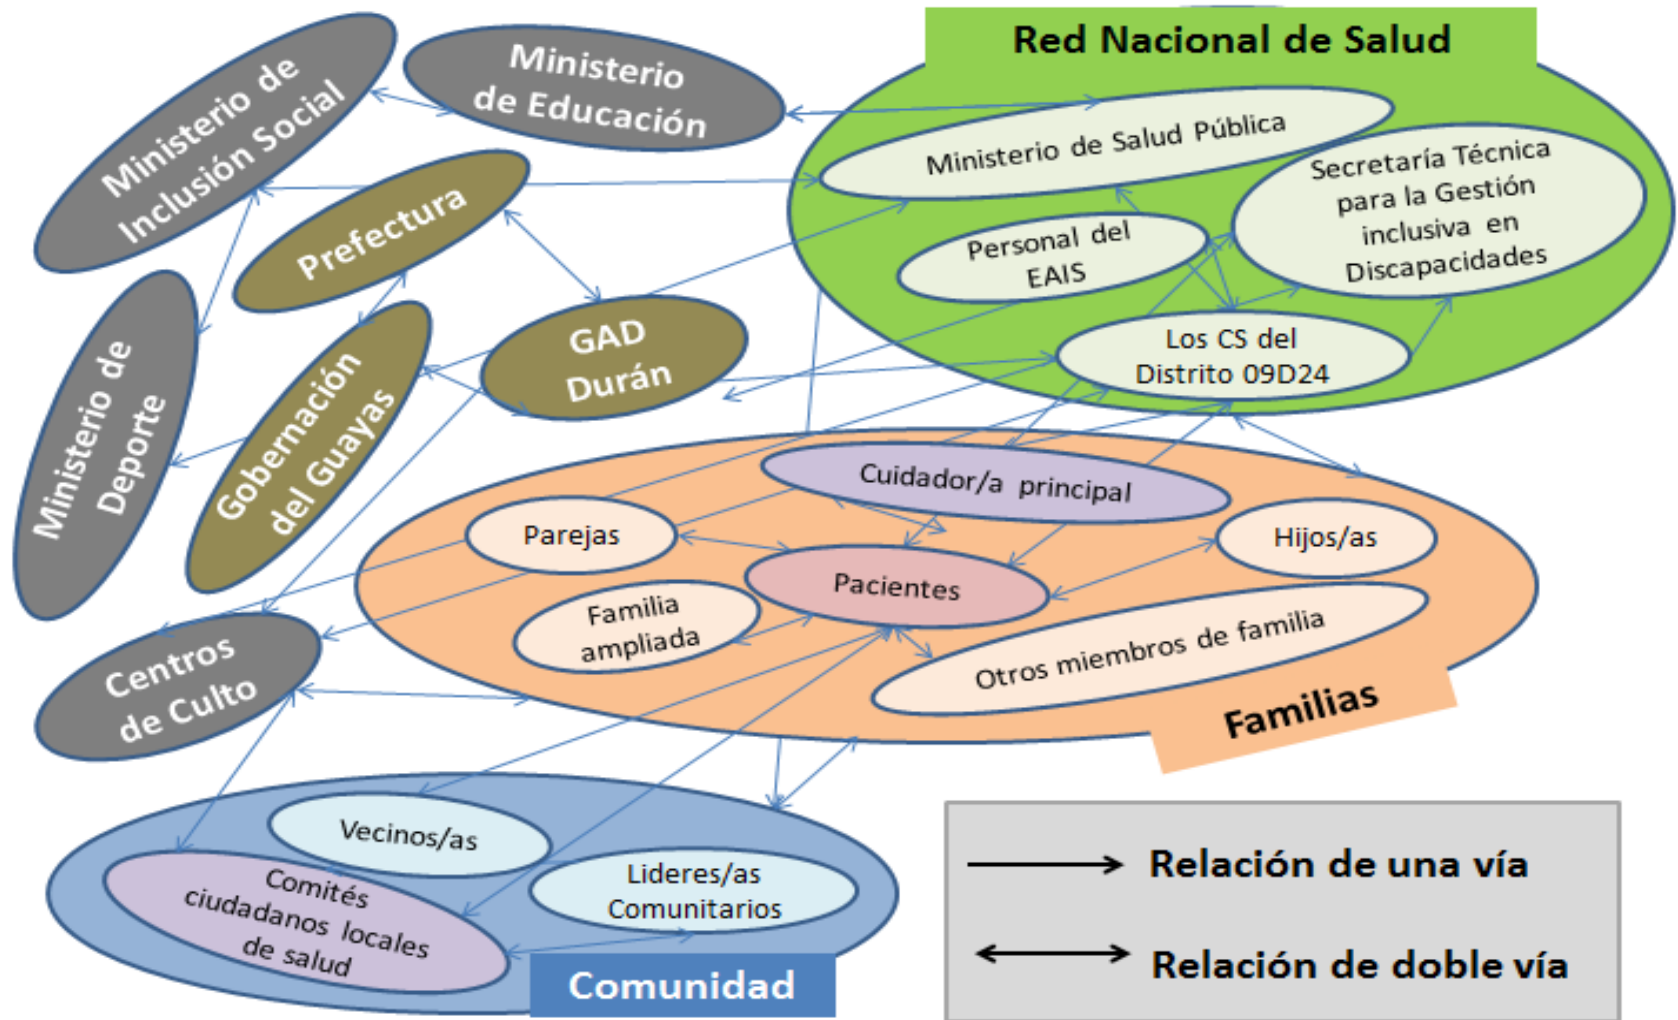 Red Nacional de Salud
Ministerio de
Inclusión Social
Ministerio
de Educación
Ministerio de Salud Pública
Secretaría Técnica
para la Gestión
inclusiva en
Discapacidades
Personal del
EAIS
Los CS del
Distrito 09D24
Prefectura
GAD
Durán
Gobernación
del Guayas
Ministerio de
Deporte
Centros
de Culto
Cuidador/a principal
Parejas
Hijos/as
Pacientes
Familia
ampliada
Otros miembros de familia
Familias
Vecinos/as
Lideres/as
Comunitarios
Comités
ciudadanos locales
de salud
Comunidad
Relación de una vía
Relación de doble vía